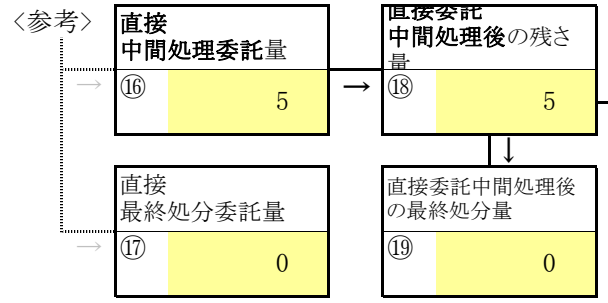 〈参考〉
直接
中間処理委託量
→
⑯
5
→
直接委託
中間処理後の残さ
量
⑱
5
↓
直接
最終処分委託量
→
⑰
0
直接委託中間処理後
の最終処分量
⑲
0